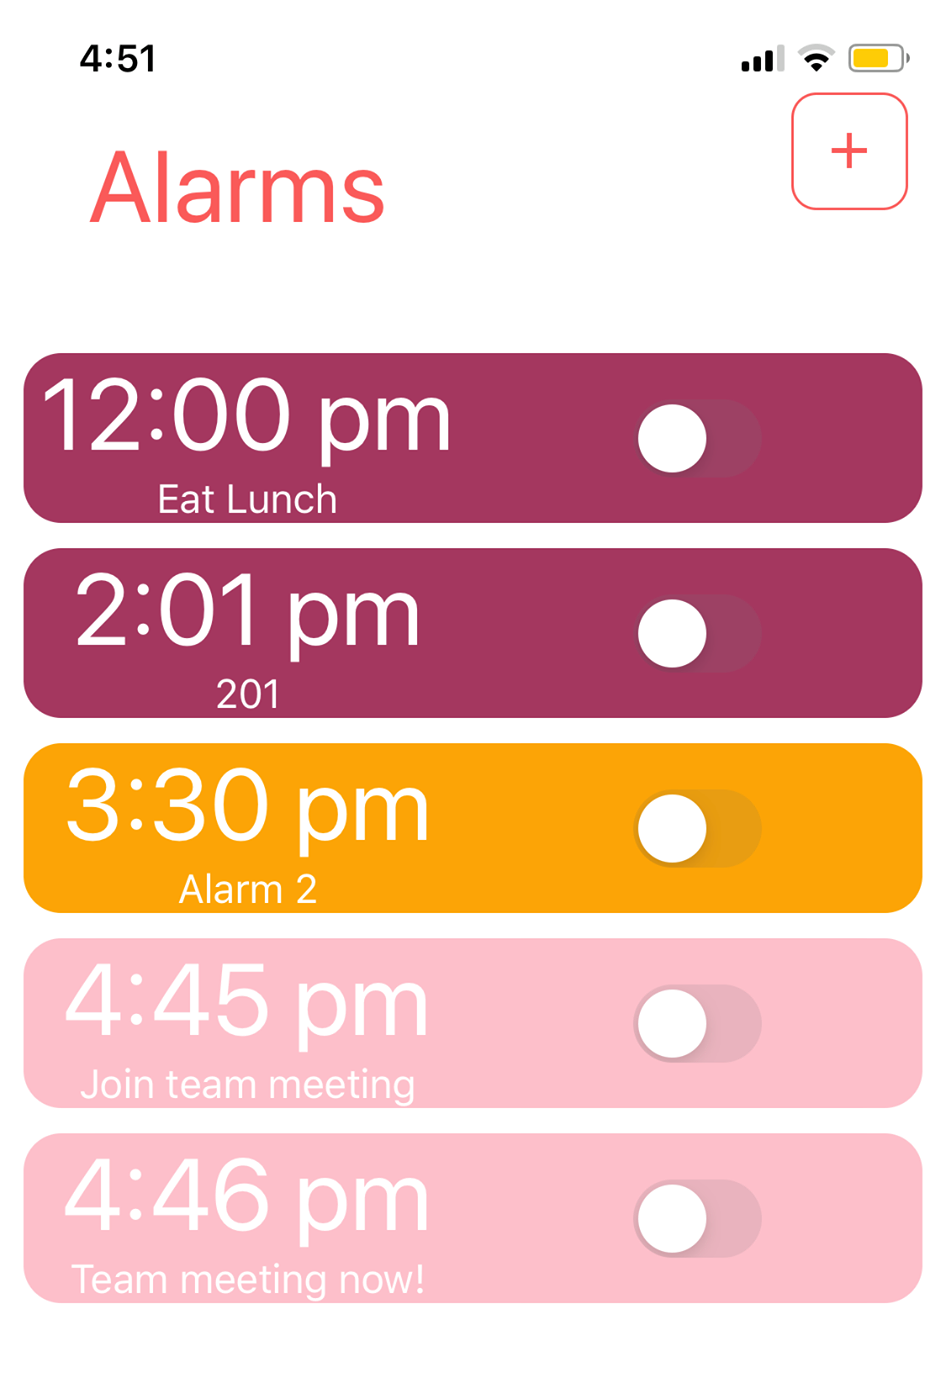 4:51
Alarms
+
12:00 pm
Eat Lunch
2:01 pm
201
3:30 pm
Alarm 2
4:45 pm
Join team meeting
4:46 pm
Team meeting now!